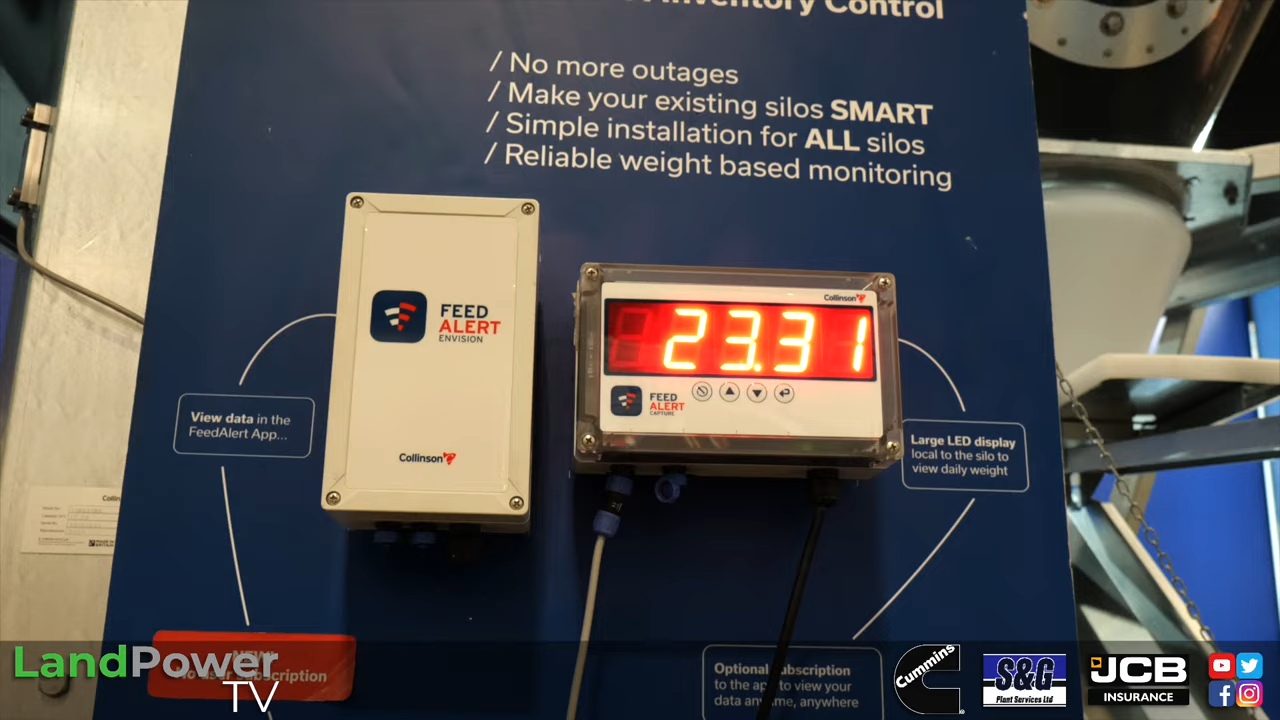 Inventory Control
/ No more outages
/ Make your existing silos SMART
/ Simple installation for ALL silos
/ Reliable weight based monitoring
FEED
ALERT
ENVISION
Collinson
Collinson
23.31
FEED
ALERT
CAPTURE
View data in the
FeedAlert App...
Large LED display
local to the silo to
view daily weight
subscription
Optional subscription
to the app to view your
data anytime, anywhere
LandPower
TV
Cummins
S&G
Plant Services Ltd
JCB
INSURANCE